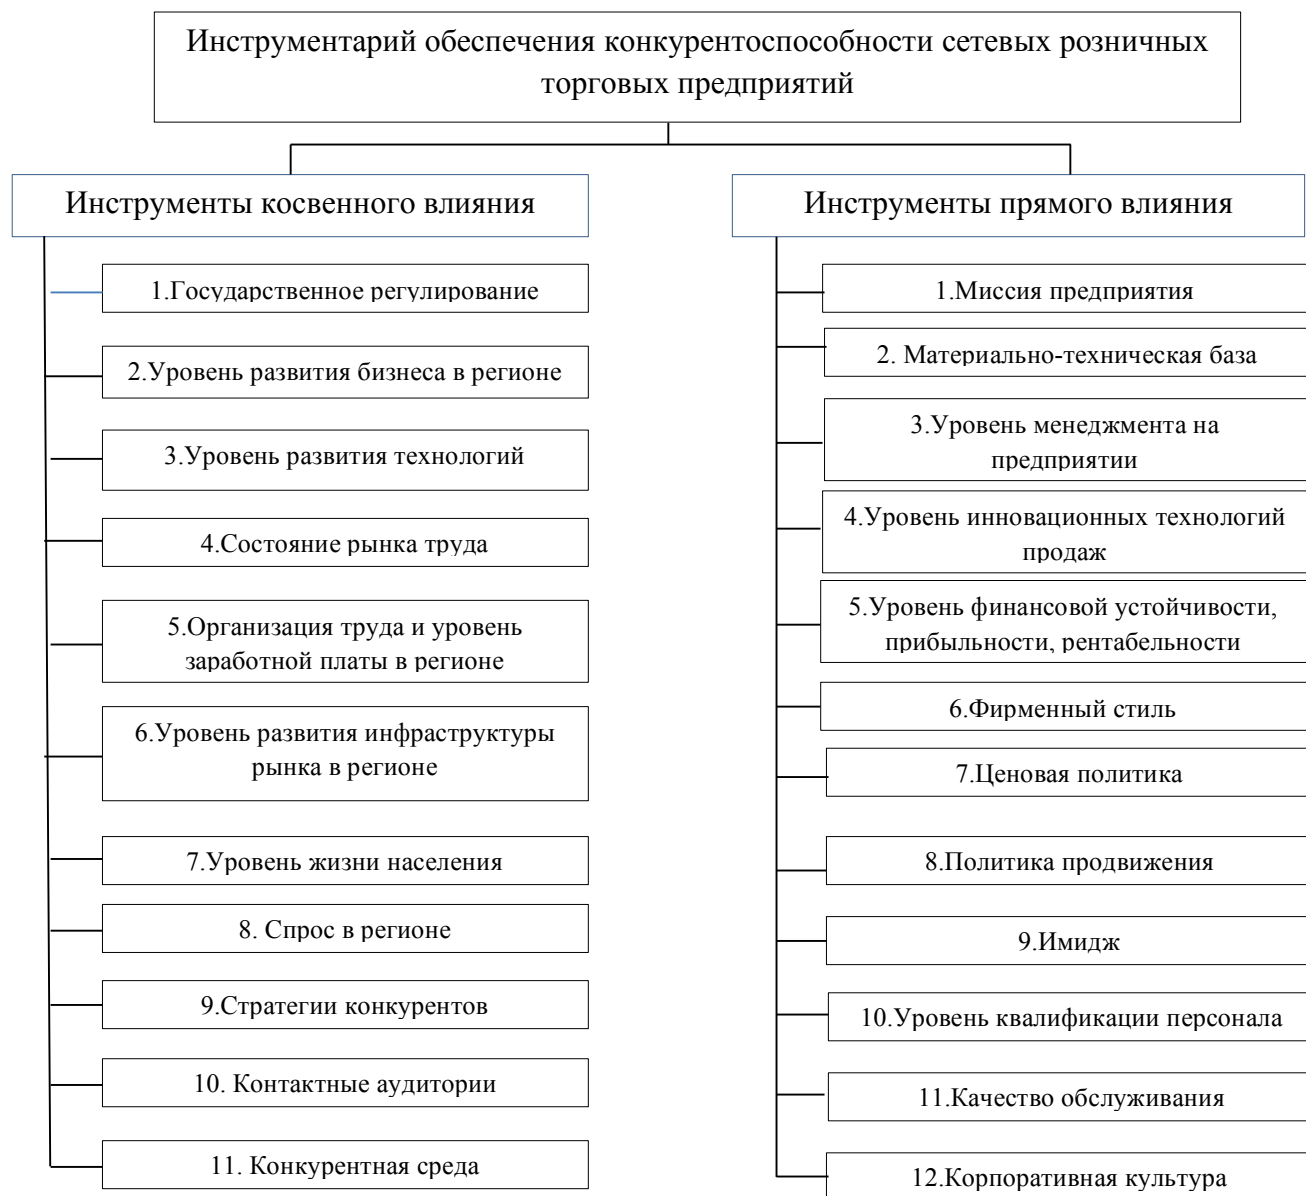 Инструментарий обеспечения конкурентоспособности сетевых розничных
торговых предприятий
Инструменты косвенного влияния
1.Государственное регулирование
2.Уровень развития бизнеса в регионе
3.Уровень развития технологий
4.Состояние рынка труда
5.Организация труда и уровень
заработной платы в регионе
6.Уровень развития инфраструктуры
рынка в регионе
7.Уровень жизни населения
8. Спрос в регионе
9.Стратегии конкурентов
10. Контактные аудитории
11. Конкурентная среда
Инструменты прямого влияния
1.Миссия предприятия
2. Материально-техническая база
3.Уровень менеджмента на
предприятии
4.Уровень инновационных технологий
продаж
5.Уровень финансовой устойчивости,
прибыльности, рентабельности
6.Фирменный стиль
7.Ценовая политика
8.Политика продвижения
9.Имидж
10.Уровень квалификации персонала
11.Качество обслуживания
12.Корпоративная культура